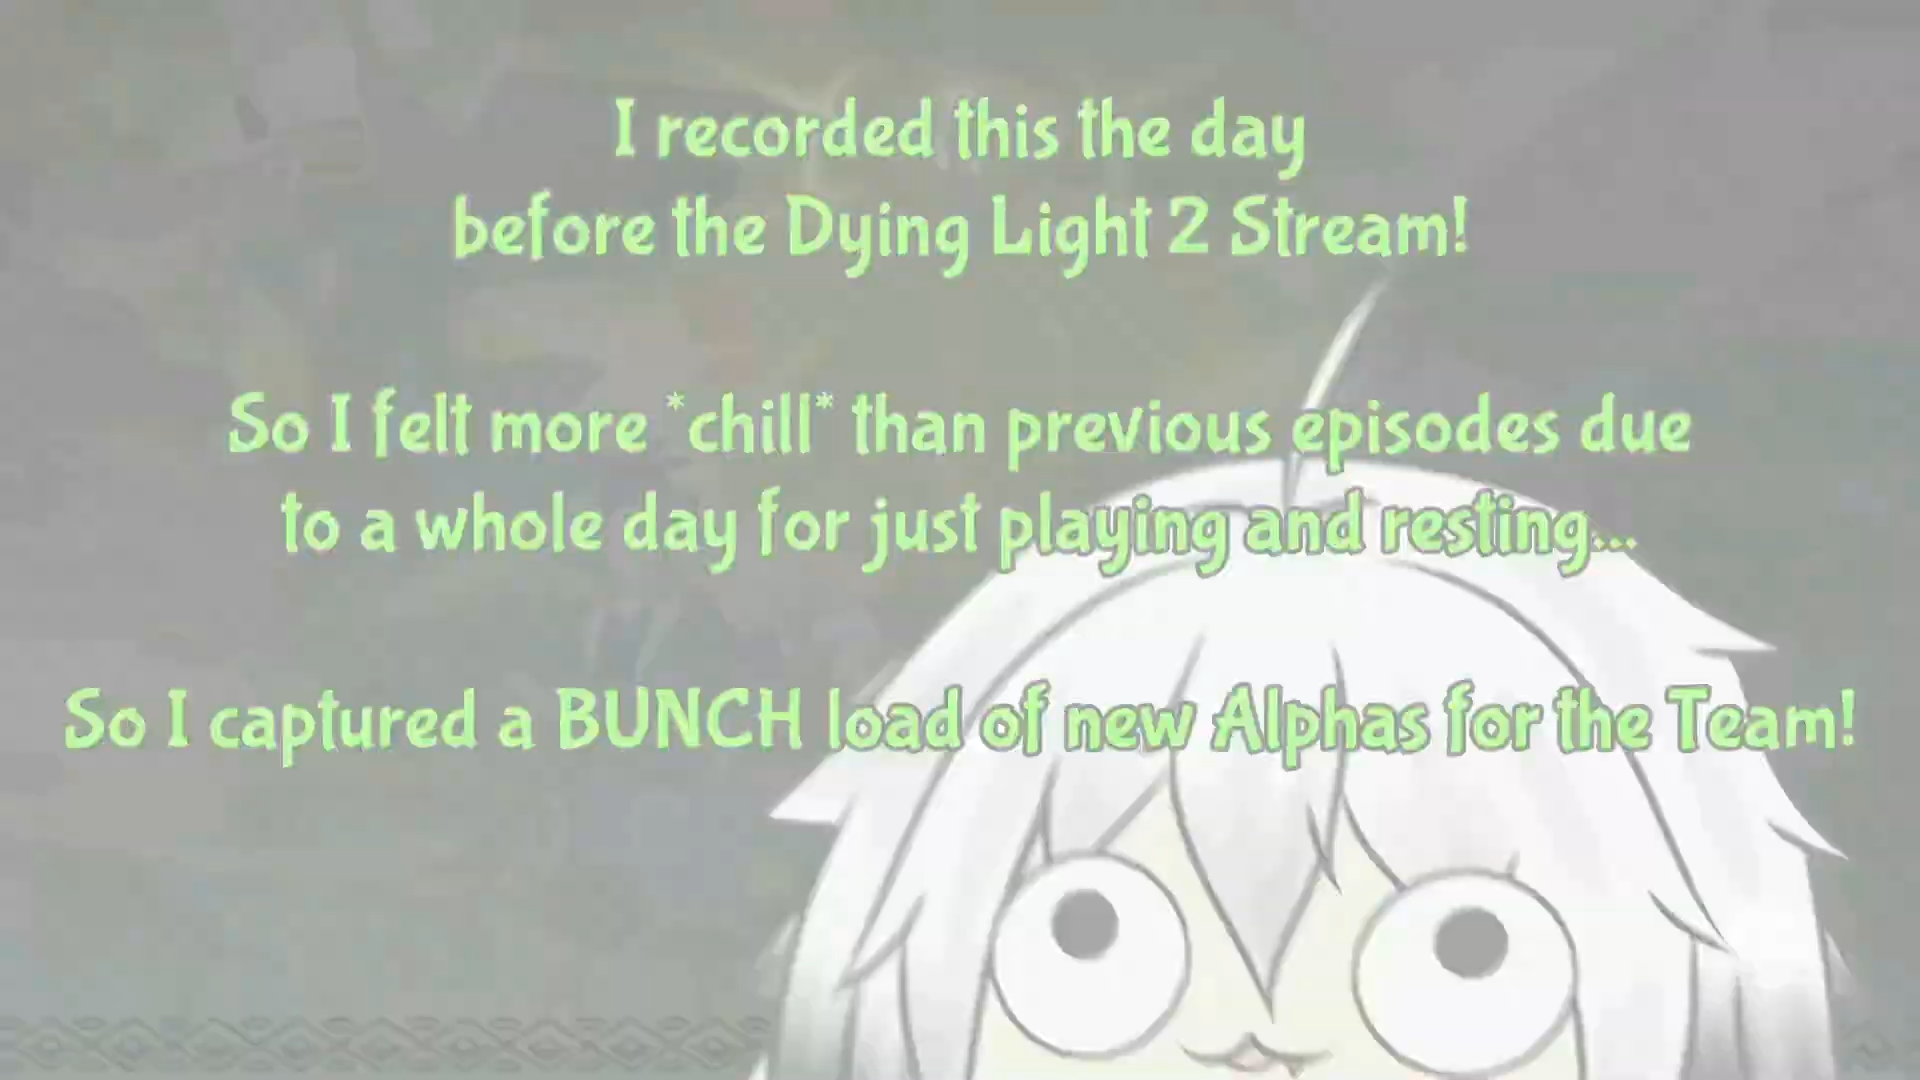 I recorded this the day
before the Dying Light 2 Stream!
So I felt more *chill* than previous episodes due
to a whole day for just playing and resting...
So I captured a BUNCH load of new Alphas for the Team!